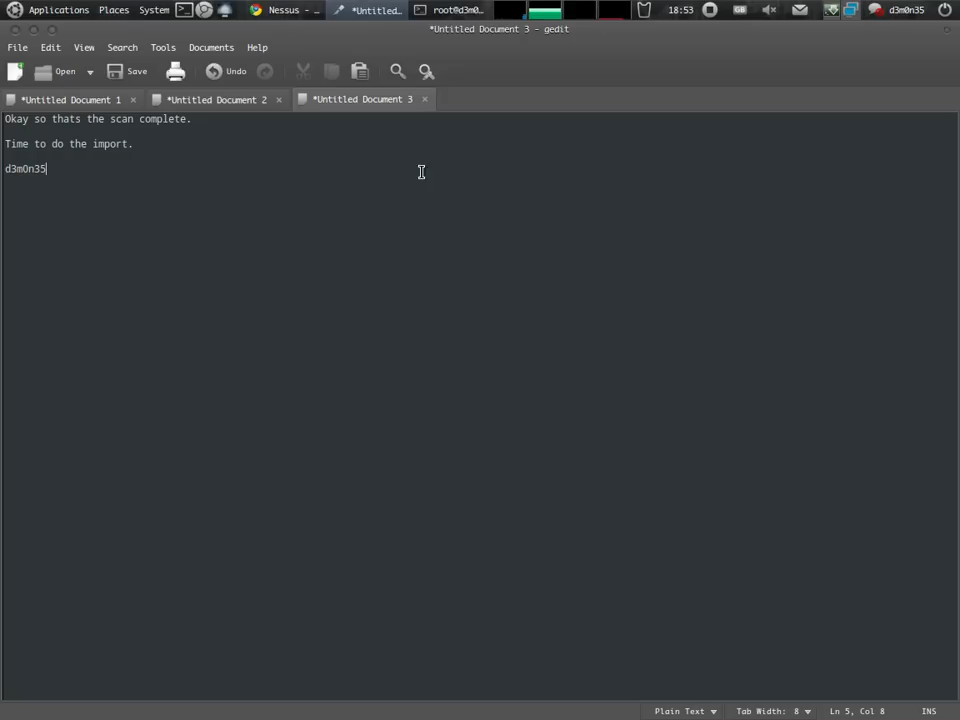 Applications Places System Nessus - ... *Untitled... root@d3m0... 18:53 GB d3m0n35
*Untitled Document 3 - gedit
File Edit View Search Tools Documents Help
Open Save Undo
*Untitled Document 1 × *Untitled Document 2 × *Untitled Document 3 ×
Okay so thats the scan complete.
Time to do the import.
d3m0n35
Plain Text Tab Width: 8 Ln 5, Col 8 INS